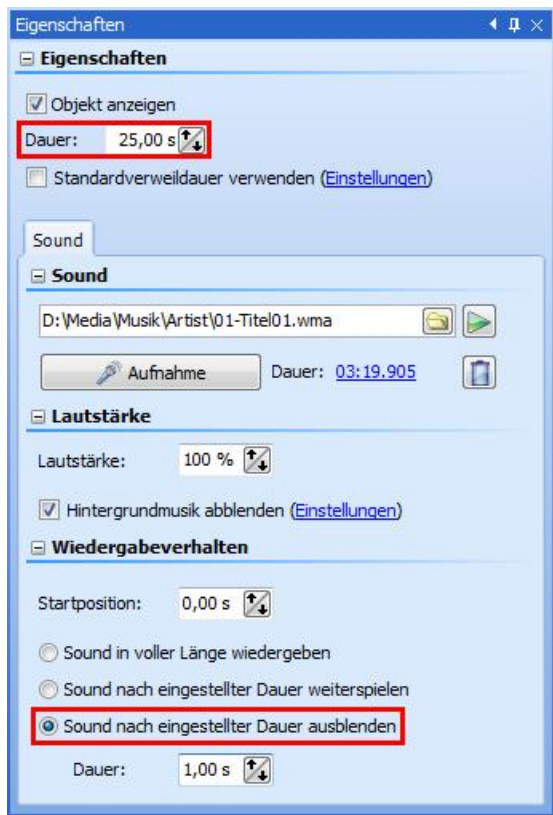 Eigenschaften
Eigenschaften
Objekt anzeigen
Dauer: 25,00 s
Standardverweildauer verwenden (Einstellungen)
Sound
Sound
D:\Media\Musik\Artist\01-Titel01.wma
Aufnahme Dauer: 03:19.905
Lautstärke
Lautstärke: 100 %
Hintergrundmusik abblenden (Einstellungen)
Wiedergabeverhalten
Startposition: 0,00 s
Sound in voller Länge wiedergeben
Sound nach eingestellter Dauer weiterspielen
Sound nach eingestellter Dauer ausblenden
Dauer: 1,00 s